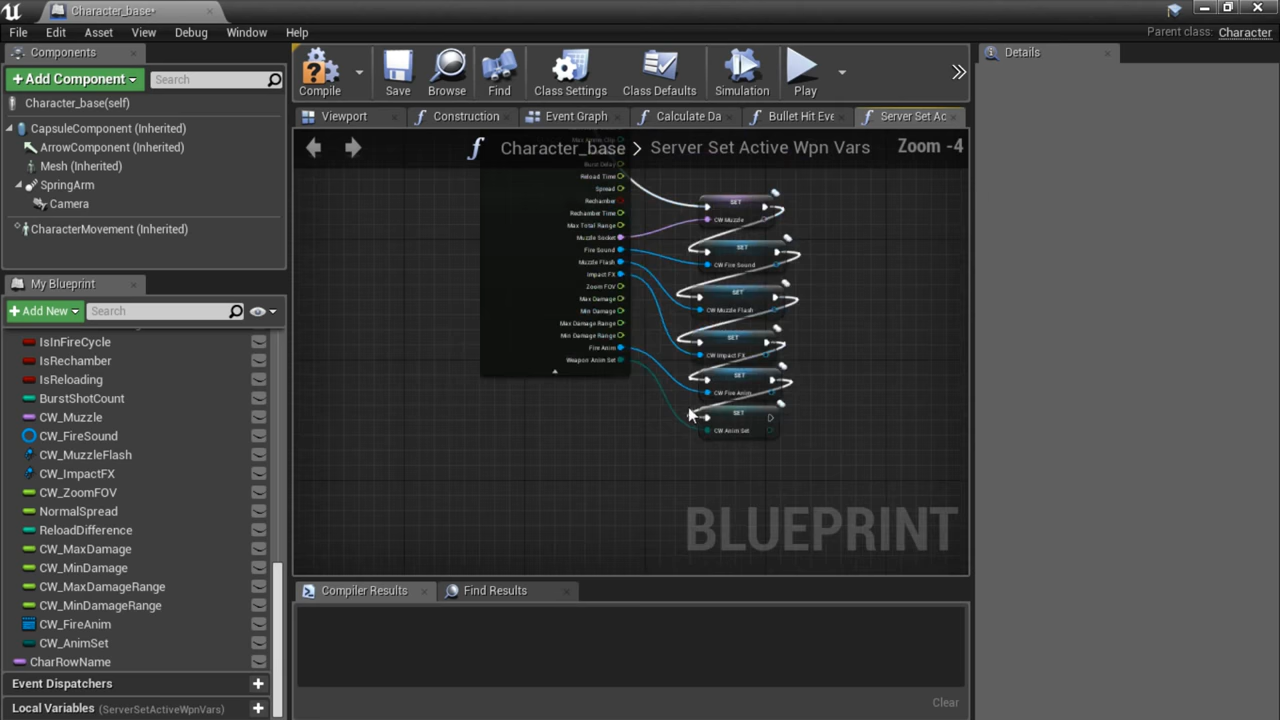 Character_base*
File Edit Asset View Debug Window Help
Parent class: Character
Components
Details
+Add Component
Search
Compile Save Browse Find Class Settings Class Defaults Simulation Play
Character_base(self)
CapsuleComponent (Inherited)
ArrowComponent (Inherited)
Mesh (Inherited)
SpringArm
Camera
CharacterMovement (Inherited)
Viewport Construction Event Graph Calculate Da Bullet Hit Eve Server Set Ac
Character_base > Server Set Active Wpn Vars Zoom -4
My Blueprint
+Add New
Search
IsInFireCycle
IsRechamber
IsReloading
BurstShotCount
CW_Muzzle
CW_FireSound
CW_MuzzleFlash
CW_ImpactFX
CW_ZoomFOV
NormalSpread
ReloadDifference
CW_MaxDamage
CW_MinDamage
CW_MaxDamageRange
CW_MinDamageRange
CW_FireAnim
CW_AnimSet
CharRowName
Event Dispatchers
Local Variables (ServerSetActiveWpnVars)
Max Ammo Clip
Burst Delay
Reload Time
Spread
Rechamber
Rechamber Time
Max Total Range
Muzzle Socket
Fire Sound
Muzzle Flash
Impact FX
Zoom FOV
Max Damage
Min Damage
Max Damage Range
Min Damage Range
Fire Anim
Weapon Anim Set
SET
CW Muzzle
SET
CW Fire Sound
SET
CW Muzzle Flash
SET
CW Impact FX
SET
CW Fire Anim
SET
CW Anim Set
BLUEPRINT
Compiler Results Find Results
Clear